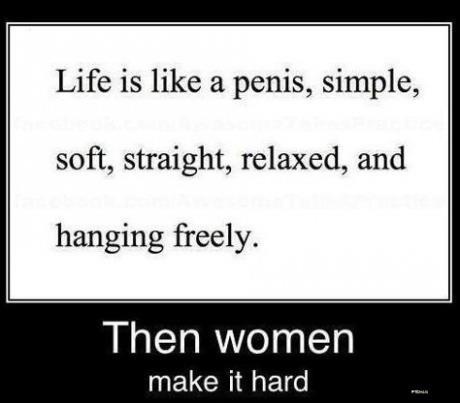 Life is like a penis, simple,
soft, straight, relaxed, and
hanging freely.
Then women
make it hard